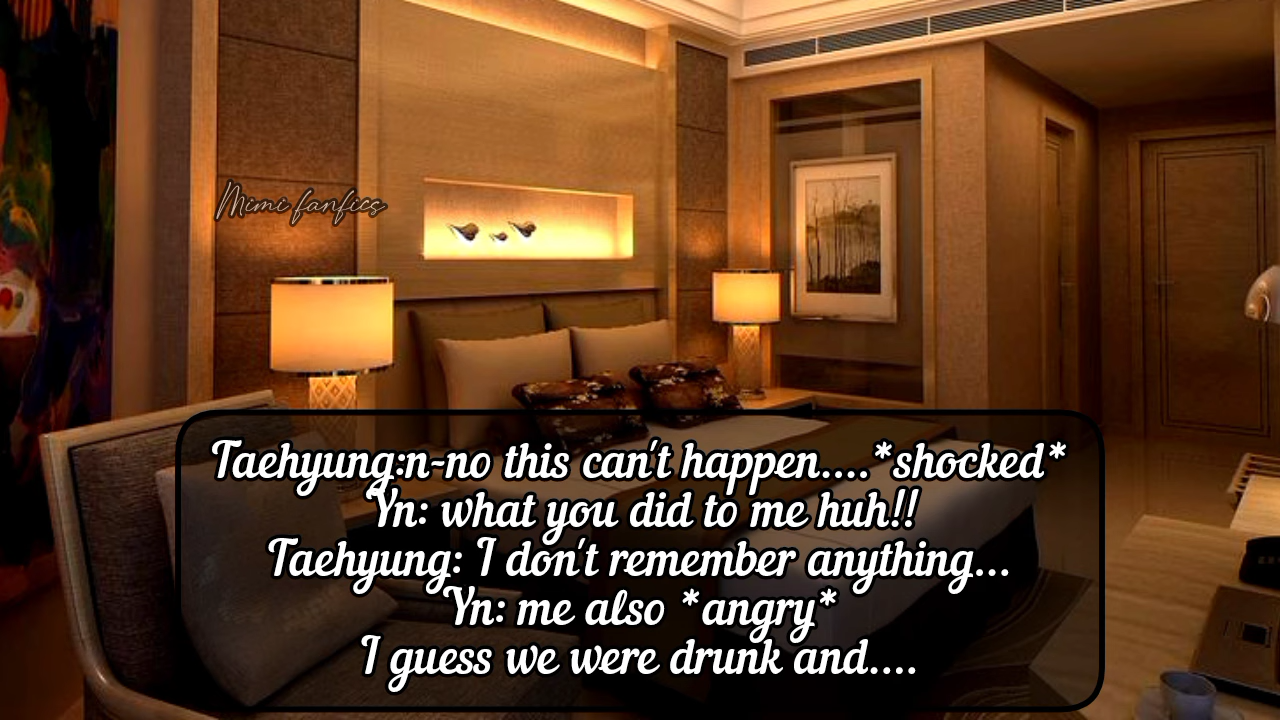 Mimi fanfics
Taehyung:n-no this can't happen....*shocked*
Yn: what you did to me huh!!
Taehyung: I don't remember anything...
Yn: me also *angry*
I guess we were drunk and....